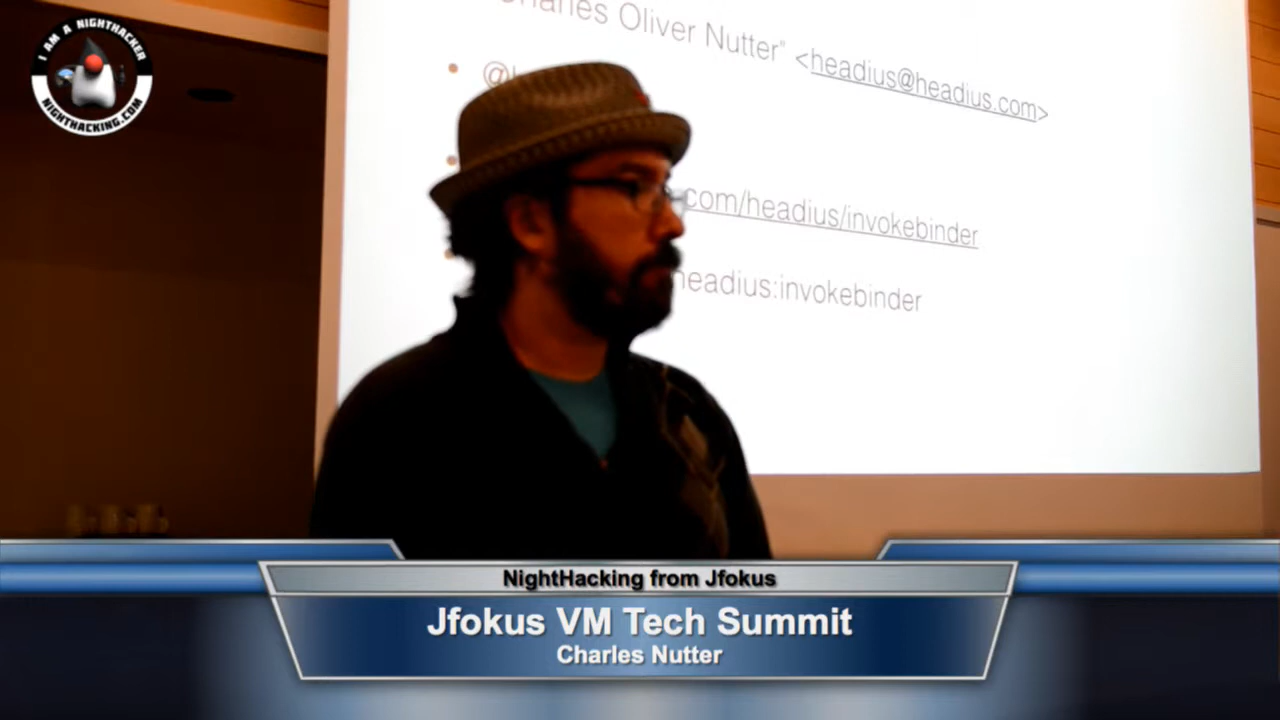 I AM A NIGHTHACKER
NIGHTHACKING.COM
Charles Oliver Nutter" <headius@headius.com>
com/headius/invokebinder
headius:invokebinder
NightHacking from Jfokus
Jfokus VM Tech Summit
Charles Nutter